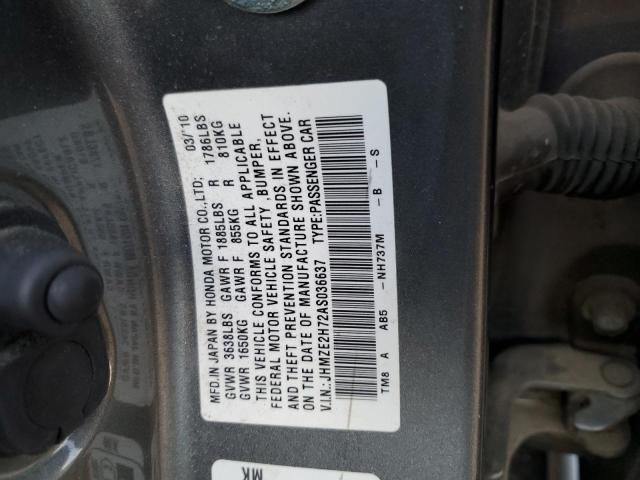 MFD.IN JAPAN BY HONDA MOTOR CO.,LTD: 03/'10
GVWR 3638LBS GAWR F 1885LBS R 1786LBS
GVWR 1650KG GAWR F 855KG R 810KG
THIS VEHICLE CONFORMS TO ALL APPLICABLE
FEDERAL MOTOR VEHICLE SAFETY ,BUMPER,
AND THEFT PREVENTION STANDARDS IN EFFECT
ON THE DATE OF MANUFACTURE SHOWN ABOVE.
V.I.N.:JHMZE2H72AS036637 TYPE:PASSENGER CAR
TM8 A AB5 -NH737M -B -S
MK